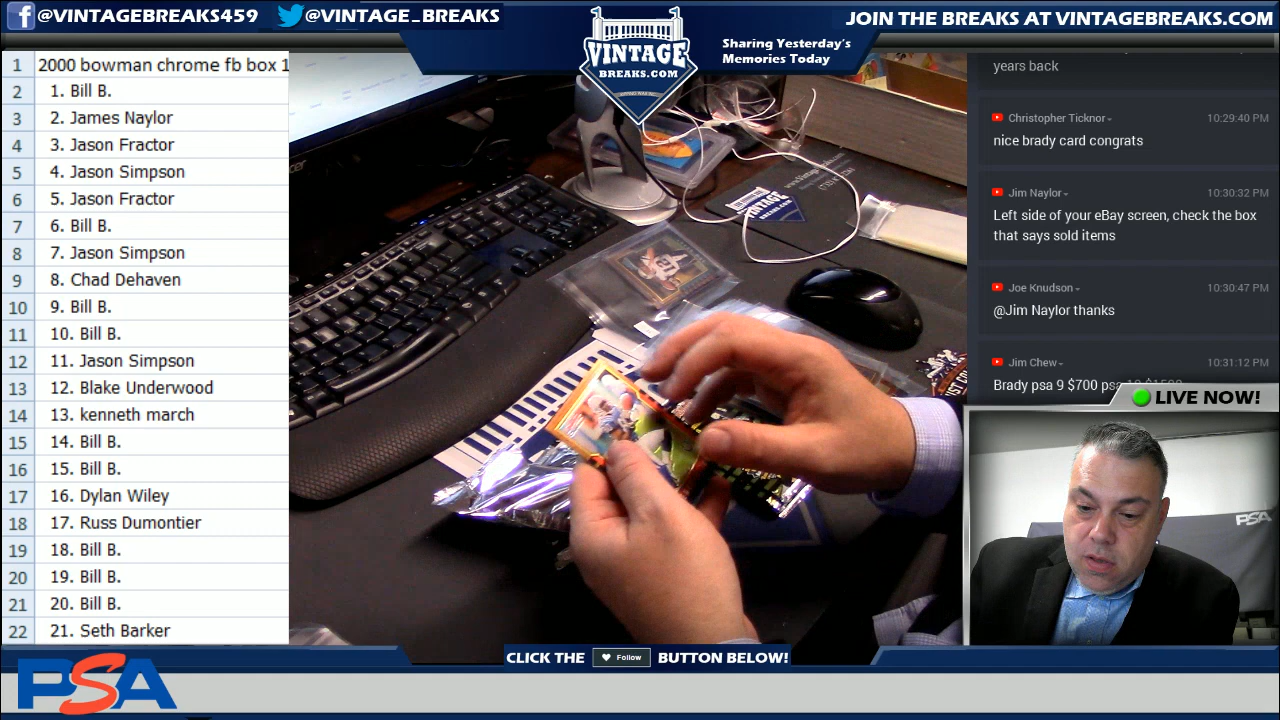 @VINTAGEBREAKS459
@VINTAGE_BREAKS
VINTAGE
BREAKS.COM
Sharing Yesterday's
Memories Today
JOIN THE BREAKS AT VINTAGEBREAKS.COM
1 2000 bowman chrome fb box 1
2 1. Bill B.
3 2. James Naylor
4 3. Jason Fractor
5 4. Jason Simpson
6 5. Jason Fractor
7 6. Bill B.
8 7. Jason Simpson
9 8. Chad Dehaven
10 9. Bill B.
11 10. Bill B.
12 11. Jason Simpson
13 12. Blake Underwood
14 13. kenneth march
15 14. Bill B.
16 15. Bill B.
17 16. Dylan Wiley
18 17. Russ Dumontier
19 18. Bill B.
20 19. Bill B.
21 20. Bill B.
22 21. Seth Barker
VINTAGE
BREAKS.COM
years back
Christopher Ticknor 10:29:40 PM
nice brady card congrats
Jim Naylor 10:30:32 PM
Left side of your eBay screen, check the box
that says sold items
Joe Knudson 10:30:47 PM
@Jim Naylor thanks
Jim Chew 10:31:12 PM
Brady psa 9 $700 psa
LIVE NOW!
PSA
CLICK THE Follow BUTTON BELOW!
PSA